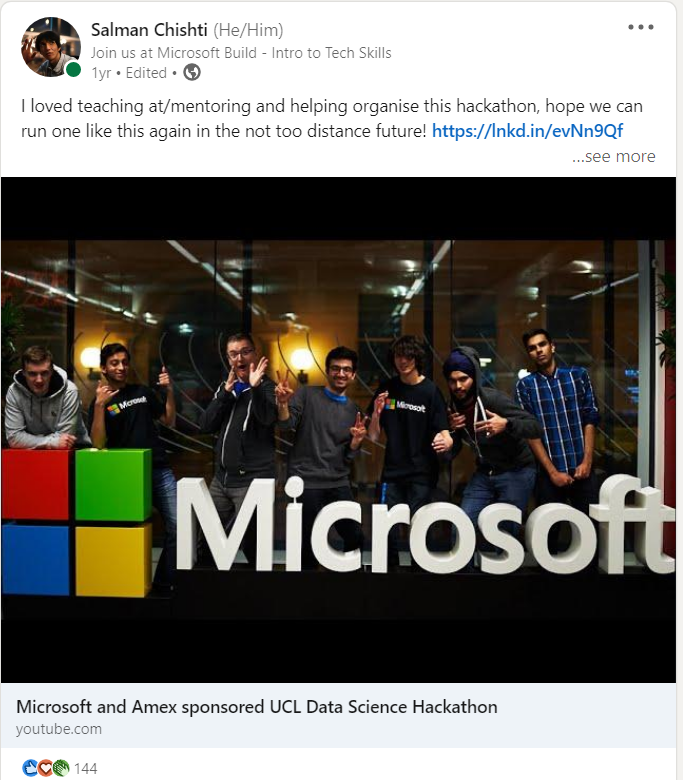 Salman Chishti (He/Him)
Join us at Microsoft Build - Intro to Tech Skills
1yr • Edited •
I loved teaching at/mentoring and helping organise this hackathon, hope we can
run one like this again in the not too distance future! https://lnkd.in/evNn9Qf
...see more
Microsoft
Microsoft
Microsoft
Microsoft and Amex sponsored UCL Data Science Hackathon
youtube.com
144